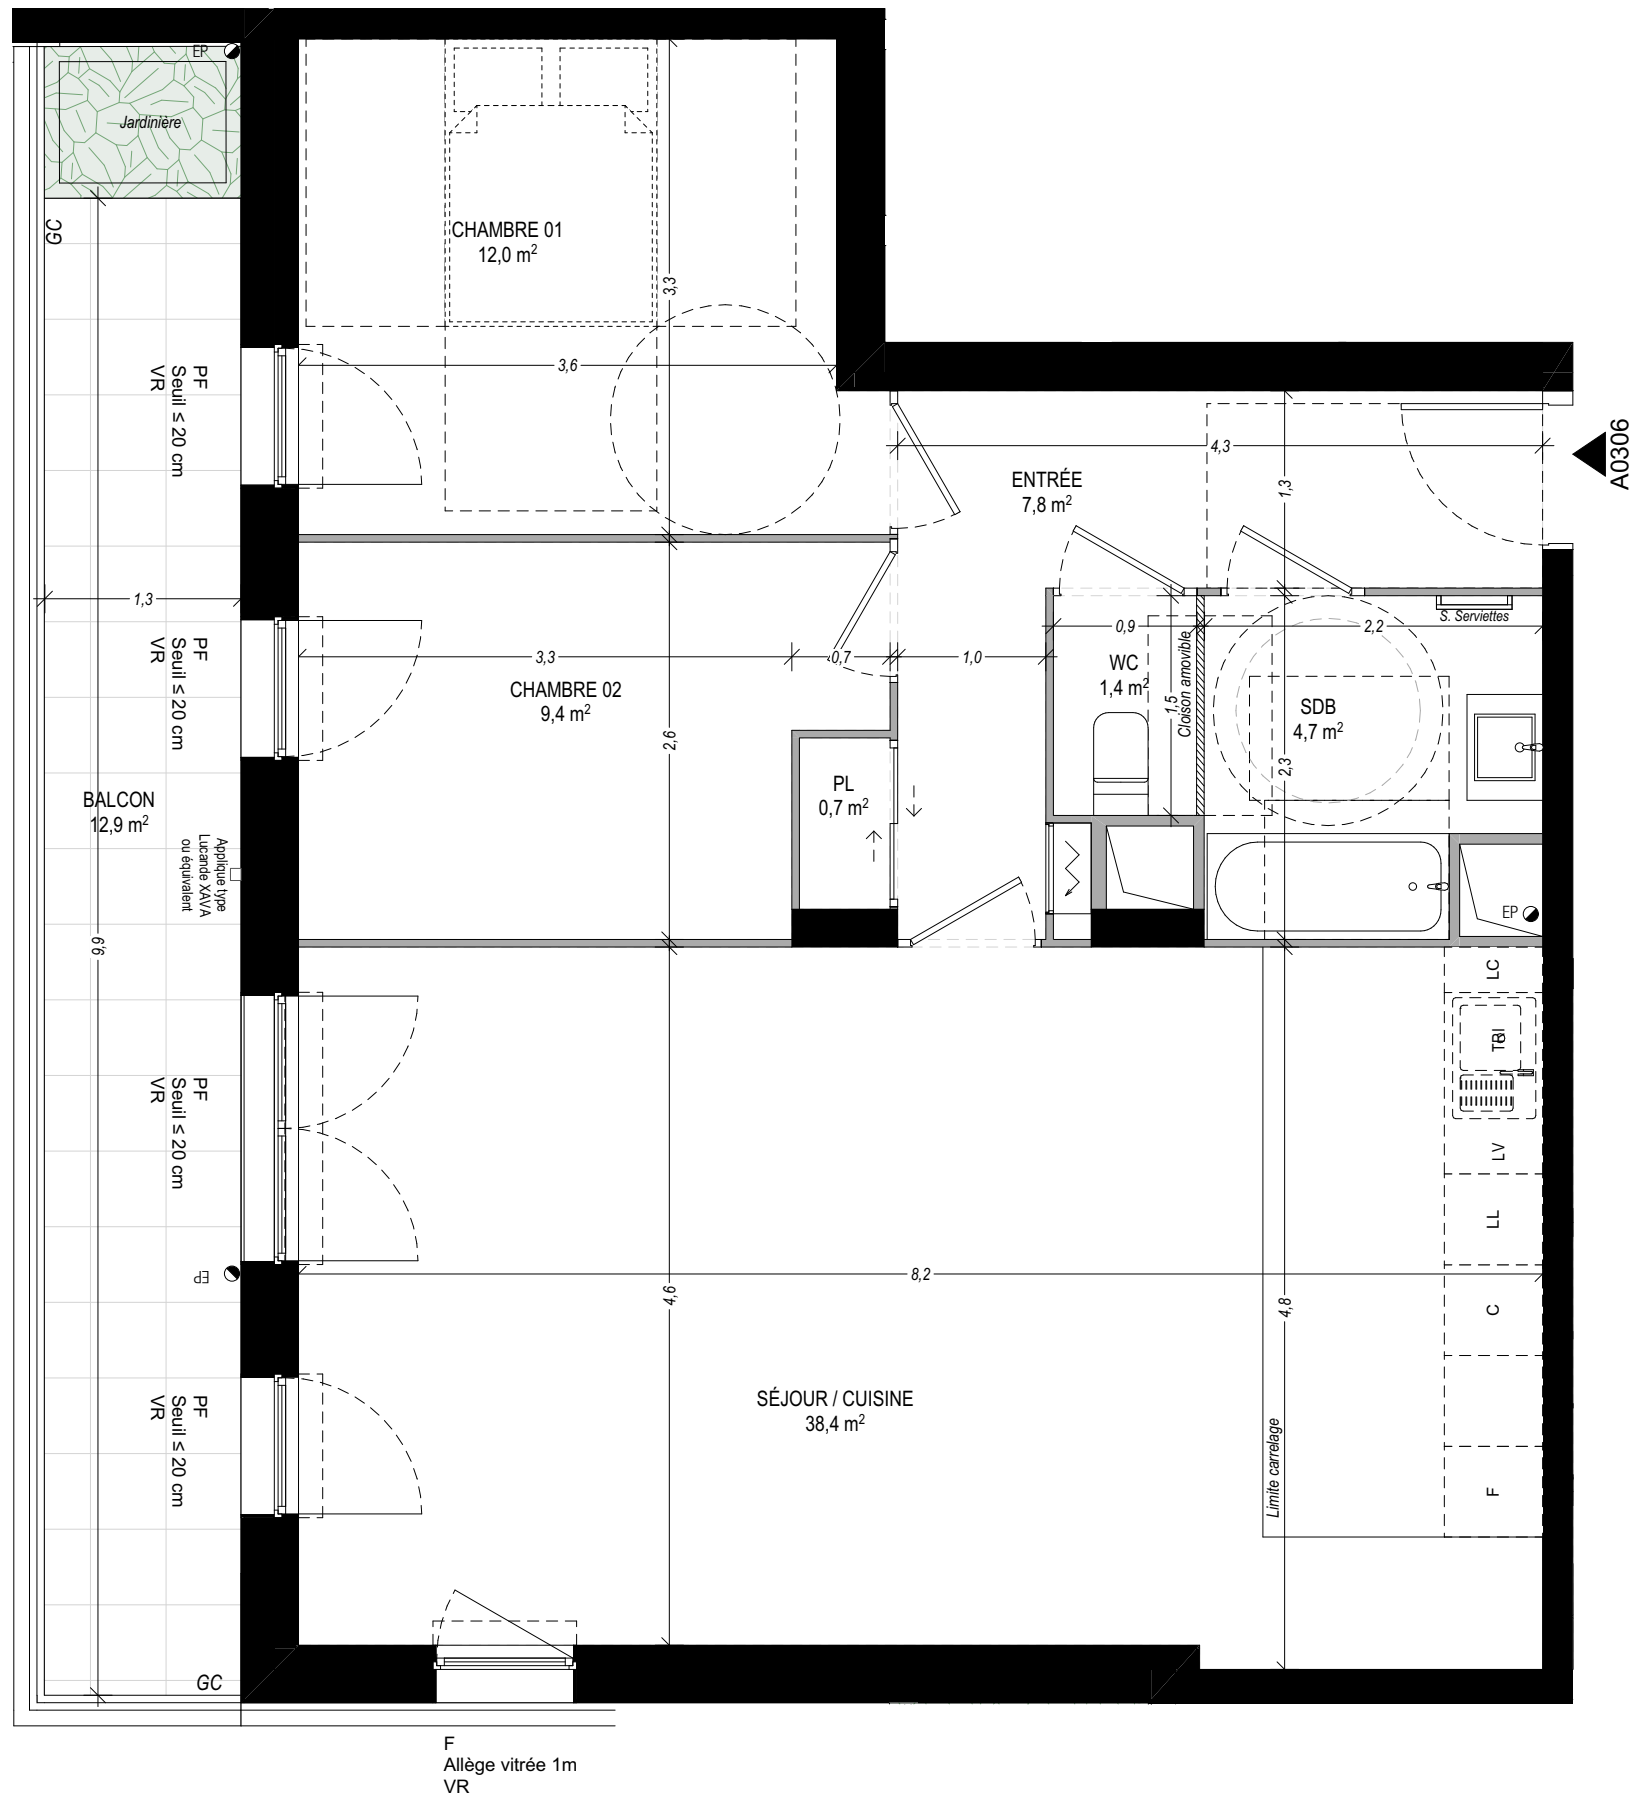 EP
Jardinière
GC
CHAMBRE 01
12,0 m²
3,3
3,6
PF
Seuil ≤ 20 cm
VR
4,3
A0306
ENTRÉE
7,8 m²
1,3
1,3
S. Serviettes
PF
Seuil ≤ 20 cm
VR
3,3
0,7
1,0
0,9
2,2
CHAMBRE 02
9,4 m²
2,6
WC
1,4 m²
1,5
Cloison amovible
SDB
4,7 m²
2,3
PL
0,7 m²
BALCON
12,9 m²
Applique type
Lucande XAVA
ou équivalent
9,9
EP
LC
TRI
LV
LL
C
F
PF
Seuil ≤ 20 cm
VR
EP
8,2
4,6
4,8
SÉJOUR / CUISINE
38,4 m²
Limite carrelage
PF
Seuil ≤ 20 cm
VR
GC
F
Allège vitrée 1m
VR